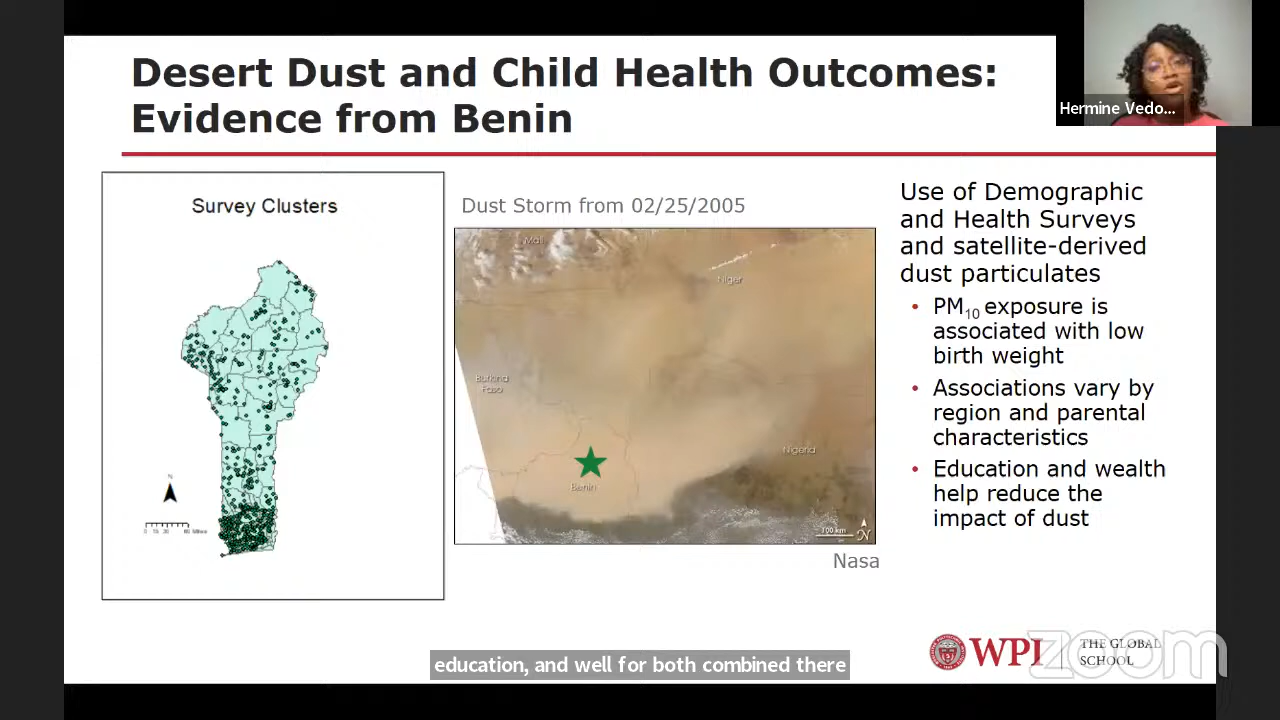 Desert Dust and Child Health Outcomes:
Evidence from Benin
Hermine Vedo...
Survey Clusters
Dust Storm from 02/25/2005
Mali
Niger
Burkina
Faso
Nigeria
Benin
100 km
N
Nasa
N
Miles
Use of Demographic
and Health Surveys
and satellite-derived
dust particulates
• PM10 exposure is
associated with low
birth weight
• Associations vary by
region and parental
characteristics
• Education and wealth
help reduce the
impact of dust
WPI
THE GLOBAL
SCHOOL
zoom
education, and well for both combined there